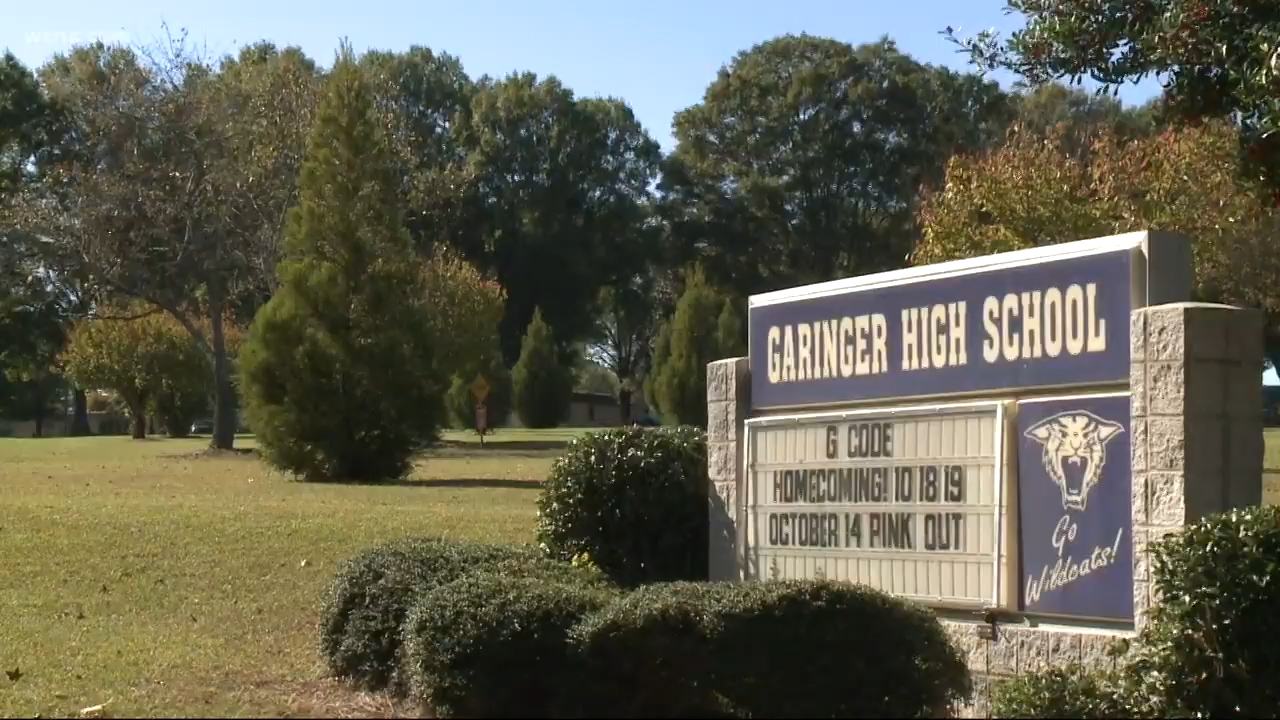 GARINGER HIGH SCHOOL
G CODE
HOMECOMING! 10 18 19
OCTOBER 14 PINK OUT
Go
Wildcats!